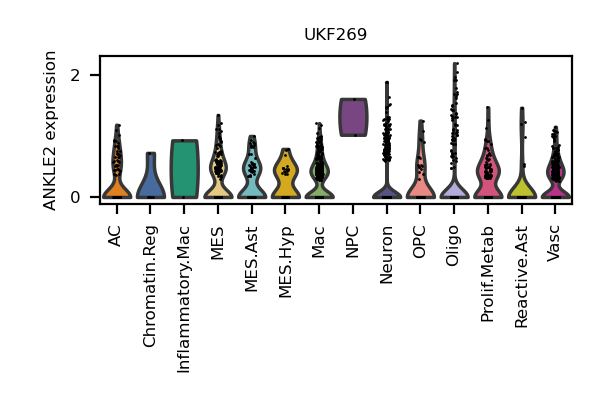 UKF269
ANKLE2 expression
2
0
AC
Chromatin.Reg
Inflammatory.Mac
MES
MES.Ast
MES.Hyp
Mac
NPC
Neuron
OPC
Oligo
Prolif.Metab
Reactive.Ast
Vasc